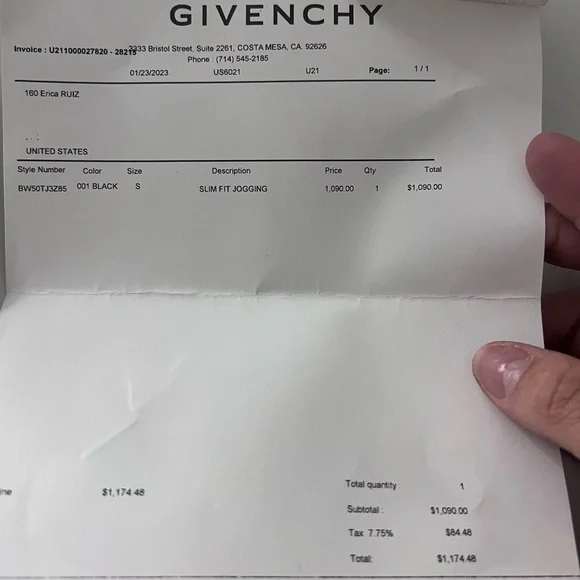 GIVENCHY
Invoice : U211000027820 - 28215
3333 Bristol Street, Suite 2261, COSTA MESA, CA. 92626
Phone : (714) 545-2185
01/23/2023 US6021 U21 Page: 1 / 1
160 Erica RUIZ
UNITED STATES
Style Number Color Size Description Price Qty Total
BW50TJ3Z85 001 BLACK S SLIM FIT JOGGING 1,090.00 1 $1,090.00
Total quantity 1
ine $1,174.48
Subtotal : $1,090.00
Tax 7.75% $84.48
Total: $1,174.48